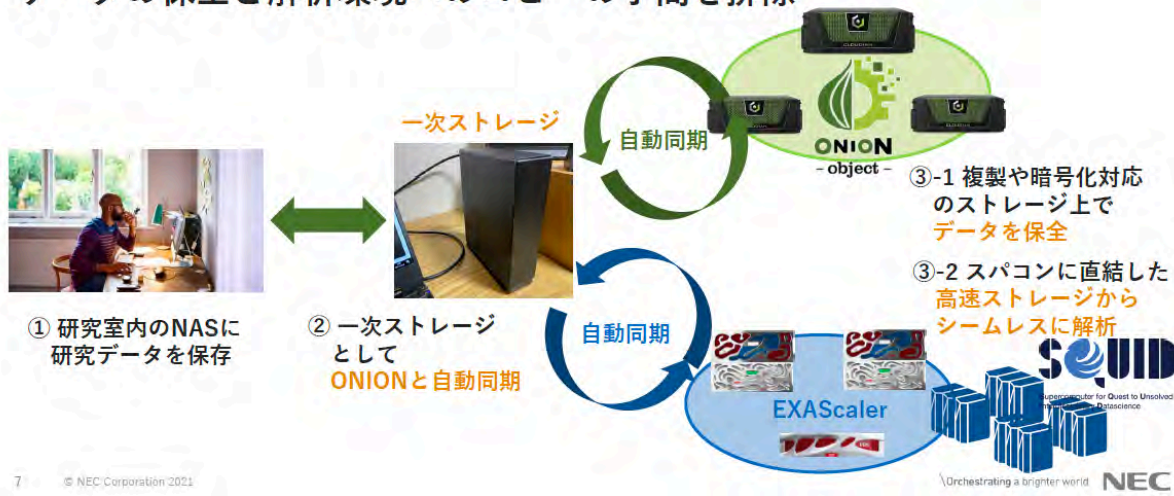 一次ストレージ
自動同期
ONION
- object -
③-1 複製や暗号化対応
のストレージ上で
データを保全
① 研究室内のNASに
研究データを保存
② 一次ストレージ
として
ONIONと自動同期
自動同期
③-2 スパコンに直結した
高速ストレージから
シームレスに解析
EXAScaler
SQUID
Supercomputer for Quest to Unsolved
Datascience
7
© NEC Corporation 2021
\Orchestrating a brighter world
NEC